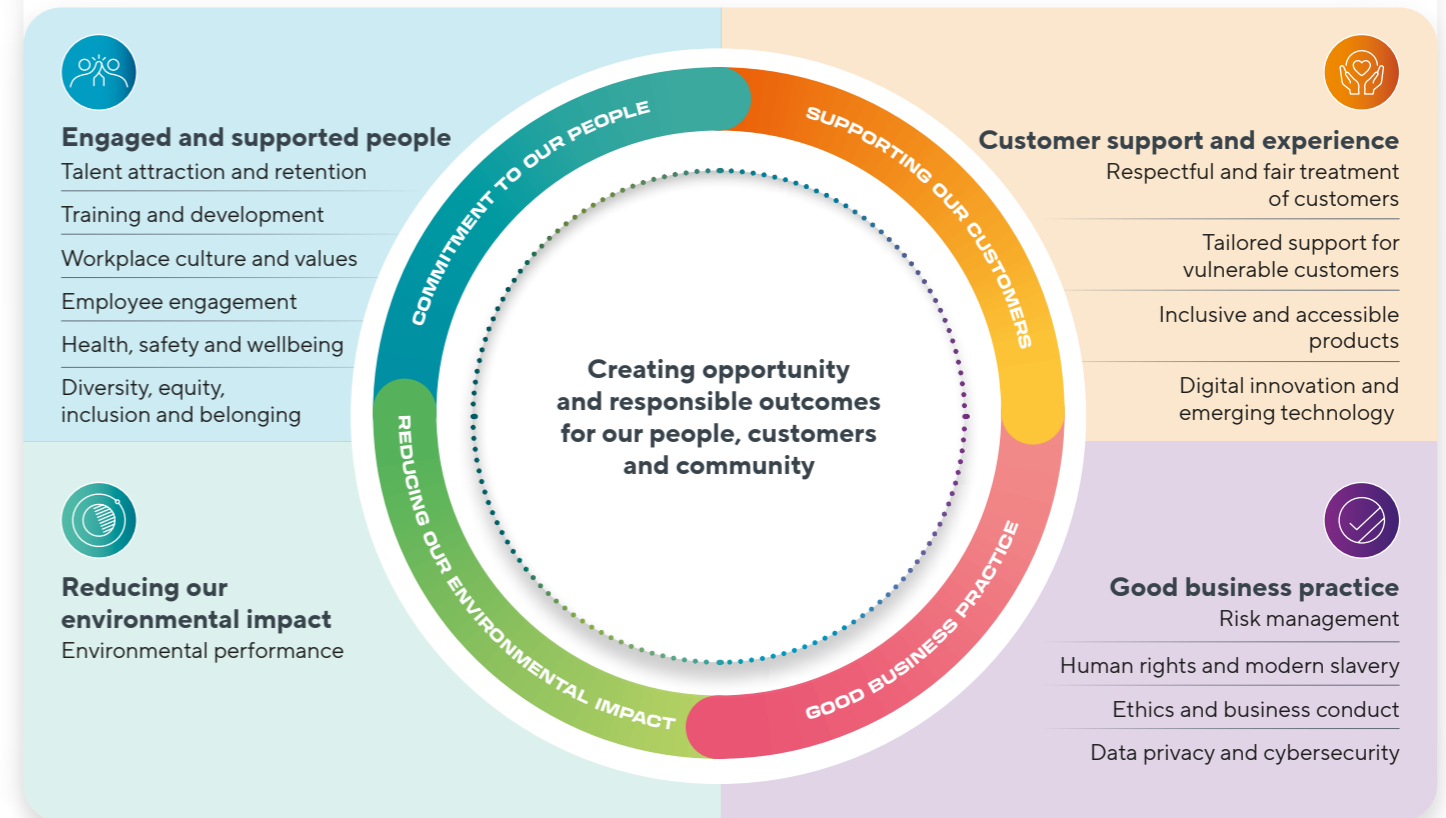 Engaged and supported people
Talent attraction and retention
Training and development
Workplace culture and values
Employee engagement
Health, safety and wellbeing
Diversity, equity,
inclusion and belonging
COMMITMENT TO OUR PEOPLE
SUPPORTING OUR CUSTOMERS
Customer support and experience
Respectful and fair treatment
of customers
Tailored support for
vulnerable customers
Inclusive and accessible
products
Digital innovation and
emerging technology
Creating opportunity
and responsible outcomes
for our people, customers
and community
Reducing our
environmental impact
Environmental performance
REDUCING OUR ENVIRONMENTAL IMPACT
GOOD BUSINESS PRACTICE
Good business practice
Risk management
Human rights and modern slavery
Ethics and business conduct
Data privacy and cybersecurity